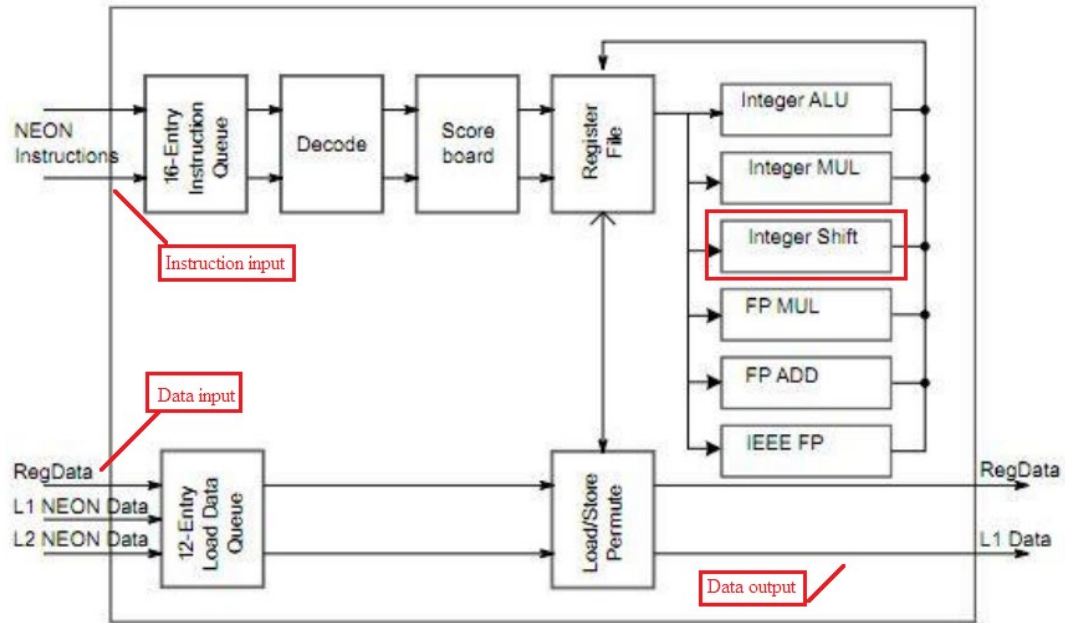 NEON
Instructions
16-Entry
Instruction
Queue
Decode
Score
board
Register
File
Integer ALU
Integer MUL
Integer Shift
FP MUL
FP ADD
IEEE FP
Instruction input
Data input
RegData
L1 NEON Data
L2 NEON Data
12-Entry
Load Data
Queue
Load/Store
Permute
RegData
L1 Data
Data output